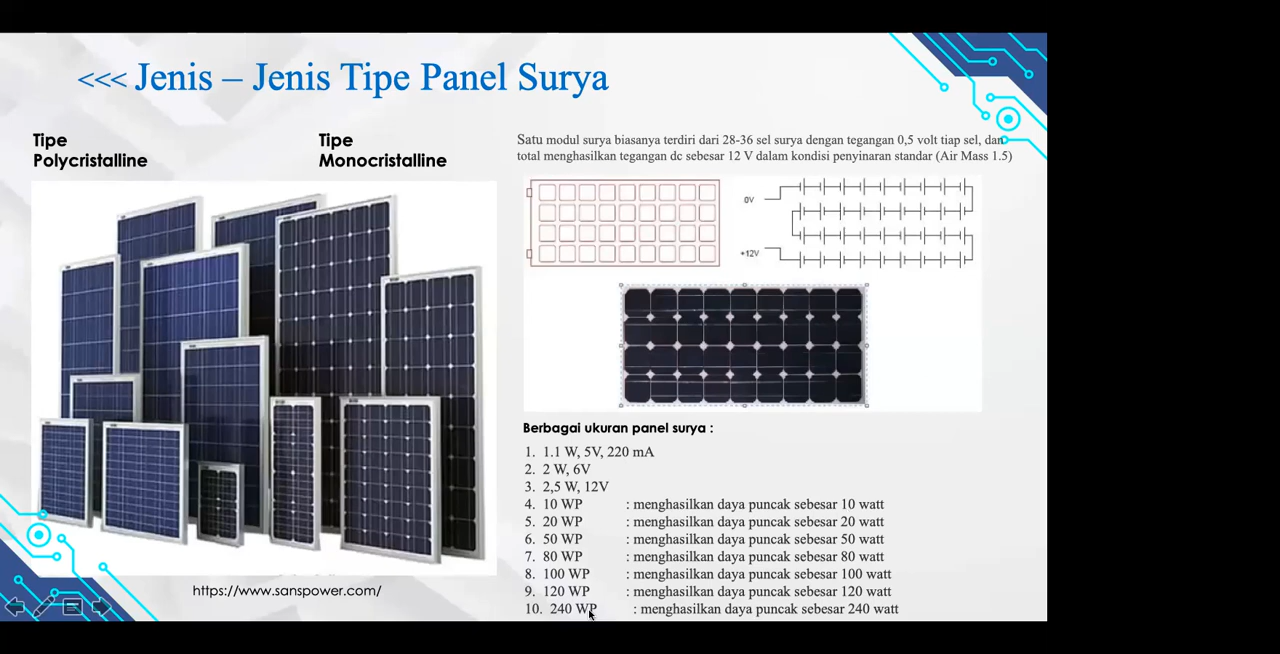 <<< Jenis – Jenis Tipe Panel Surya
Tipe
Polycristalline
Tipe
Monocristalline
https://www.sanspower.com/
Satu modul surya biasanya terdiri dari 28-36 sel surya dengan tegangan 0,5 volt tiap sel, dan
total menghasilkan tegangan dc sebesar 12 V dalam kondisi penyinaran standar (Air Mass 1.5)
0V
+12V
Berbagai ukuran panel surya :
1. 1.1 W, 5V, 220 mA
2. 2 W, 6V
3. 2,5 W, 12V
4. 10 WP : menghasilkan daya puncak sebesar 10 watt
5. 20 WP : menghasilkan daya puncak sebesar 20 watt
6. 50 WP : menghasilkan daya puncak sebesar 50 watt
7. 80 WP : menghasilkan daya puncak sebesar 80 watt
8. 100 WP : menghasilkan daya puncak sebesar 100 watt
9. 120 WP : menghasilkan daya puncak sebesar 120 watt
10. 240 WP : menghasilkan daya puncak sebesar 240 watt